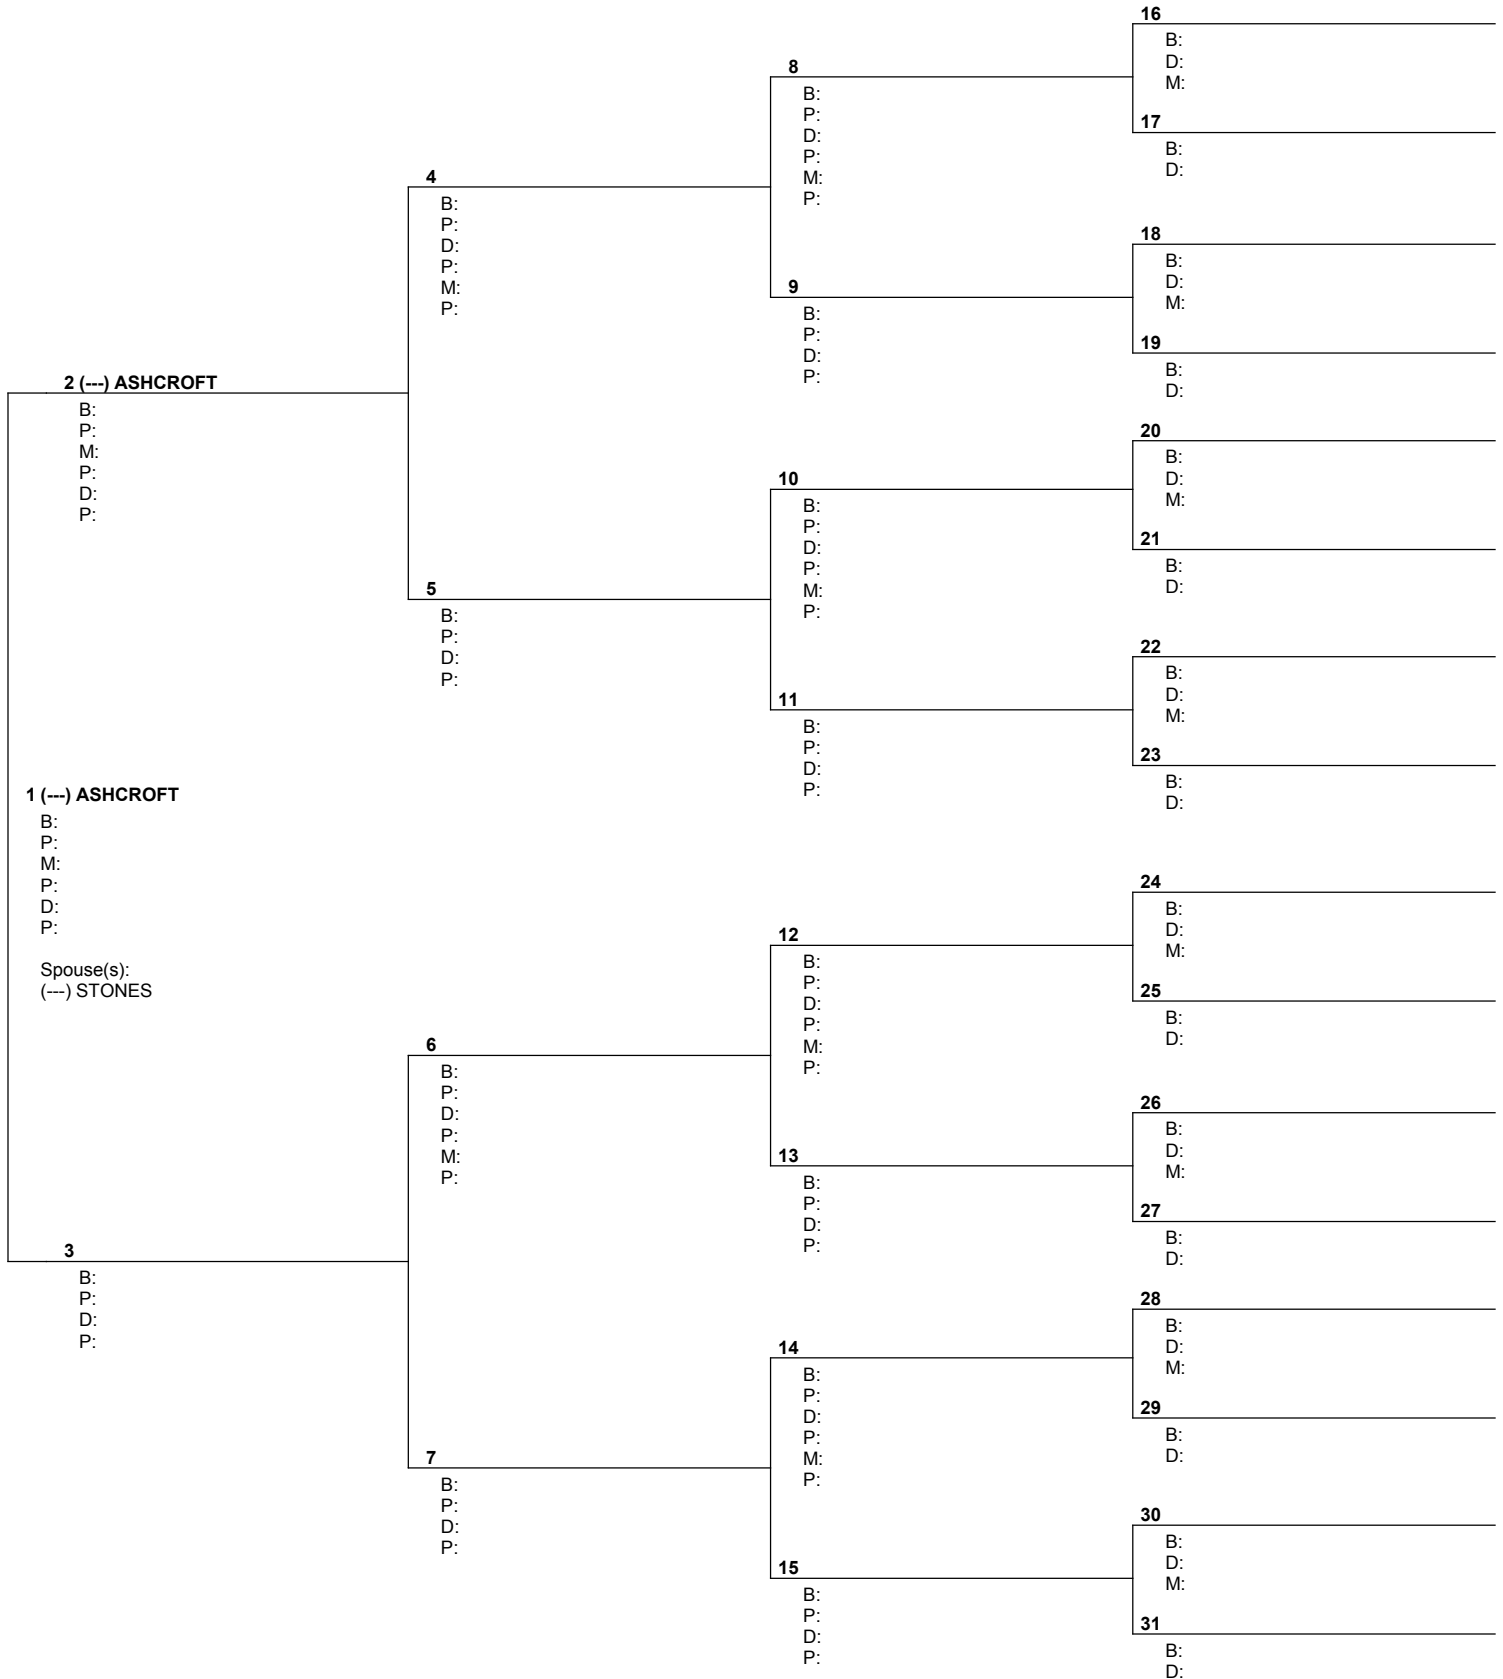 1 (---) ASHCROFT
B:
P:
M:
P:
D:
P:
Spouse(s):
(---) STONES
2 (---) ASHCROFT
B:
P:
M:
P:
D:
P:
3
B:
P:
D:
P:
4
B:
P:
D:
P:
M:
P:
5
B:
P:
D:
P:
6
B:
P:
D:
P:
M:
P:
7
B:
P:
D:
P:
8
B:
P:
D:
P:
M:
P:
9
B:
P:
D:
P:
10
B:
P:
D:
P:
M:
P:
11
B:
P:
D:
P:
12
B:
P:
D:
P:
M:
P:
13
B:
P:
D:
P:
14
B:
P:
D:
P:
M:
P:
15
B:
P:
D:
P:
16
B:
D:
M:
17
B:
D:
18
B:
D:
M:
19
B:
D:
20
B:
D:
M:
21
B:
D:
22
B:
D:
M:
23
B:
D:
24
B:
D:
M:
25
B:
D:
26
B:
D:
M:
27
B:
D:
28
B:
D:
M:
29
B:
D:
30
B:
D:
M:
31
B:
D: